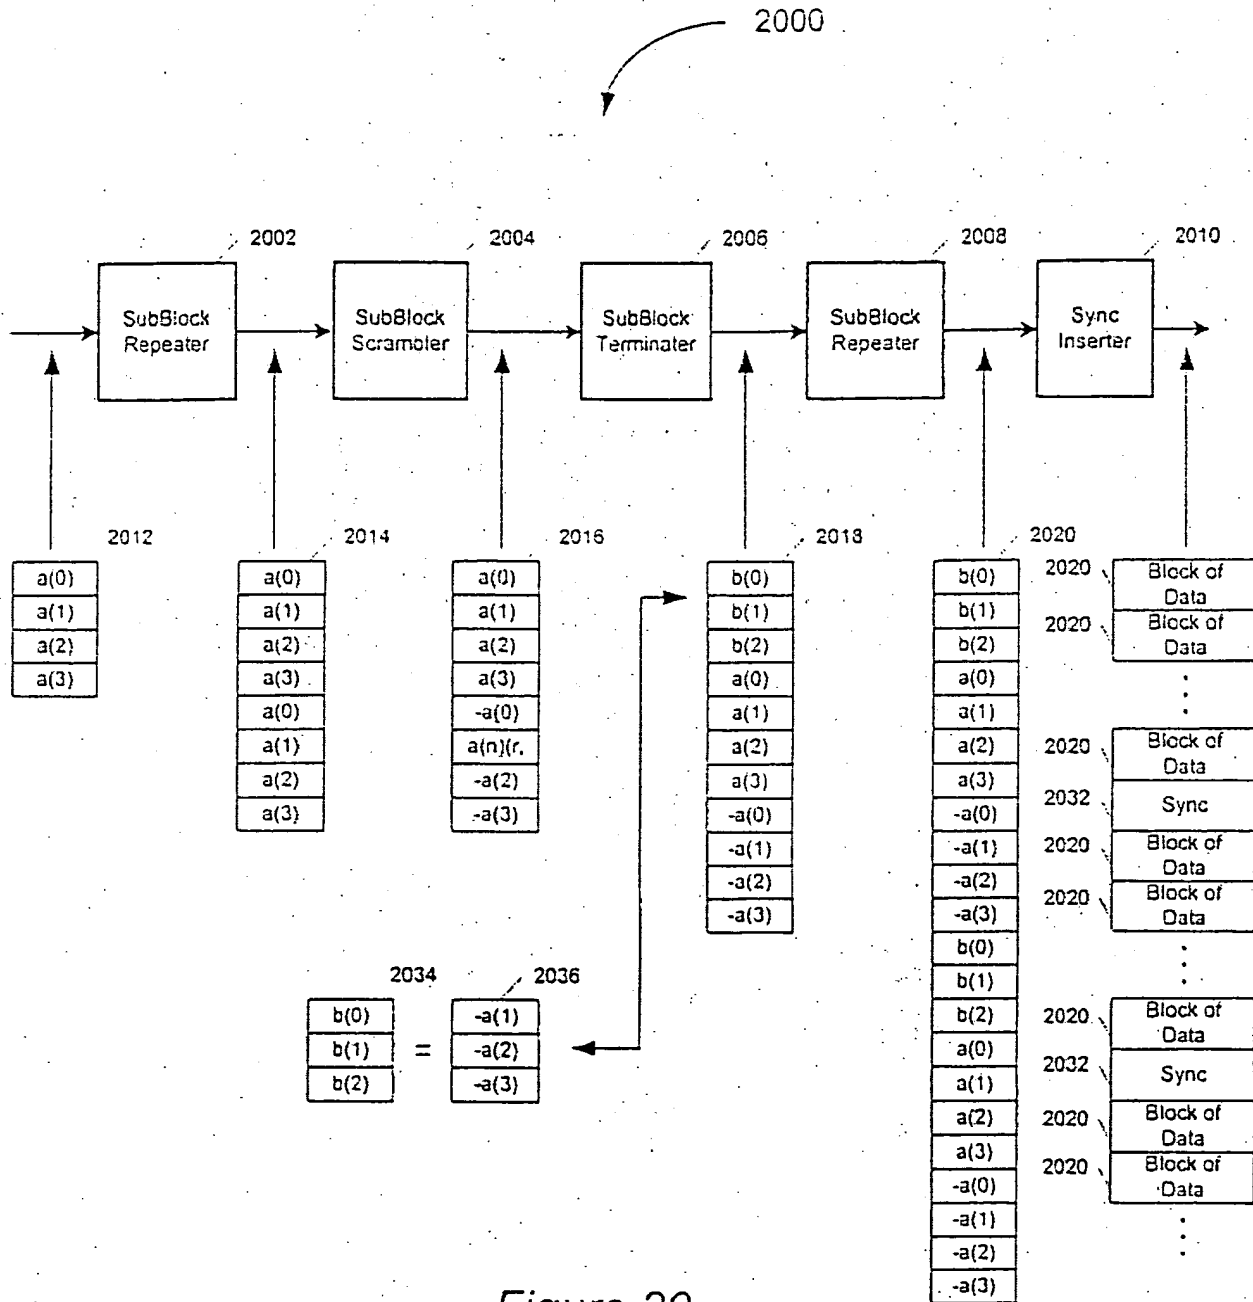 2000
2002
2004
2006
2008
2010
SubBlock
Repeater
SubBlock
Scrambler
SubBlock
Terminater
SubBlock
Repeater
Sync
Inserter
2012
a(0)
a(1)
a(2)
a(3)
2014
a(0)
a(1)
a(2)
a(3)
a(0)
a(1)
a(2)
a(3)
2016
a(0)
a(1)
a(2)
a(3)
-a(0)
a(n)(r,
-a(2)
-a(3)
2018
b(0)
b(1)
b(2)
a(0)
a(1)
a(2)
a(3)
-a(0)
-a(1)
-a(2)
-a(3)
2034
b(0)
b(1)
b(2)
=
2036
-a(1)
-a(2)
-a(3)
2020
b(0)
b(1)
b(2)
a(0)
a(1)
a(2)
a(3)
-a(0)
-a(1)
-a(2)
-a(3)
b(0)
b(1)
b(2)
a(0)
a(1)
a(2)
a(3)
-a(0)
-a(1)
-a(2)
-a(3)
2020
Block of
Data
2020
Block of
Data
2020
Block of
Data
2032
Sync
2020
Block of
Data
2020
Block of
Data
2020
Block of
Data
2032
Sync
2020
Block of
Data
2020
Block of
Data
Figure 20